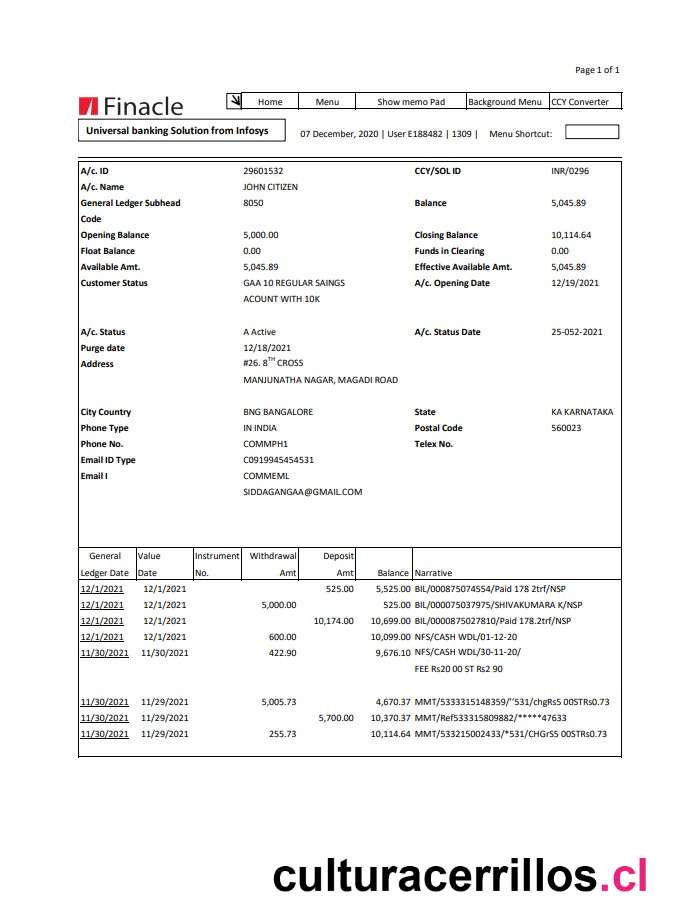 Page 1 of 1
Finacle Home Menu Show memo Pad Background Menu CCY Converter
Universal banking Solution from Infosys 07 December, 2020 | User E188482 | 1309 | Menu Shortcut:
A/c. ID 29601532 CCY/SOL ID INR/0296
A/c. Name JOHN CITIZEN
General Ledger Subhead 8050 Balance 5,045.89
Code
Opening Balance 5,000.00 Closing Balance 10,114.64
Float Balance 0.00 Funds in Clearing 0.00
Available Amt. 5,045.89 Effective Available Amt. 5,045.89
Customer Status GAA 10 REGULAR SAINGS A/c. Opening Date 12/19/2021
ACOUNT WITH 10K
A/c. Status A Active A/c. Status Date 25-052-2021
Purge date 12/18/2021
Address #26. 8TH CROSS
MANJUNATHA NAGAR, MAGADI ROAD
City Country BNG BANGALORE State KA KARNATAKA
Phone Type IN INDIA Postal Code 560023
Phone No. COMMPH1 Telex No.
Email ID Type C0919945454531
Email I COMMEML
SIDDAGANGAA@GMAIL.COM
General Value Instrument Withdrawal Deposit
Ledger Date Date No. Amt Amt Balance Narrative
12/1/2021 12/1/2021 525.00 5,525.00 BIL/000875074554/Paid 178 2trf/NSP
12/1/2021 12/1/2021 5,000.00 525.00 BIL/000075037975/SHIVAKUMARA K/NSP
12/1/2021 12/1/2021 10,174.00 10,699.00 BIL/0000875027810/Paid 178.2trf/NSP
12/1/2021 12/1/2021 600.00 10,099.00 NFS/CASH WDL/01-12-20
11/30/2021 11/30/2021 422.90 9,676.10 NFS/CASH WDL/30-11-20/
FEE Rs20 00 ST Rs2 90
11/30/2021 11/29/2021 5,005.73 4,670.37 MMT/5333315148359/''531/chgRs5 00STRs0.73
11/30/2021 11/29/2021 5,700.00 10,370.37 MMT/Ref533315809882/*****47633
11/30/2021 11/29/2021 255.73 10,114.64 MMT/533215002433/*531/CHGrS5 00STRs0.73
culturacerrillos.cl